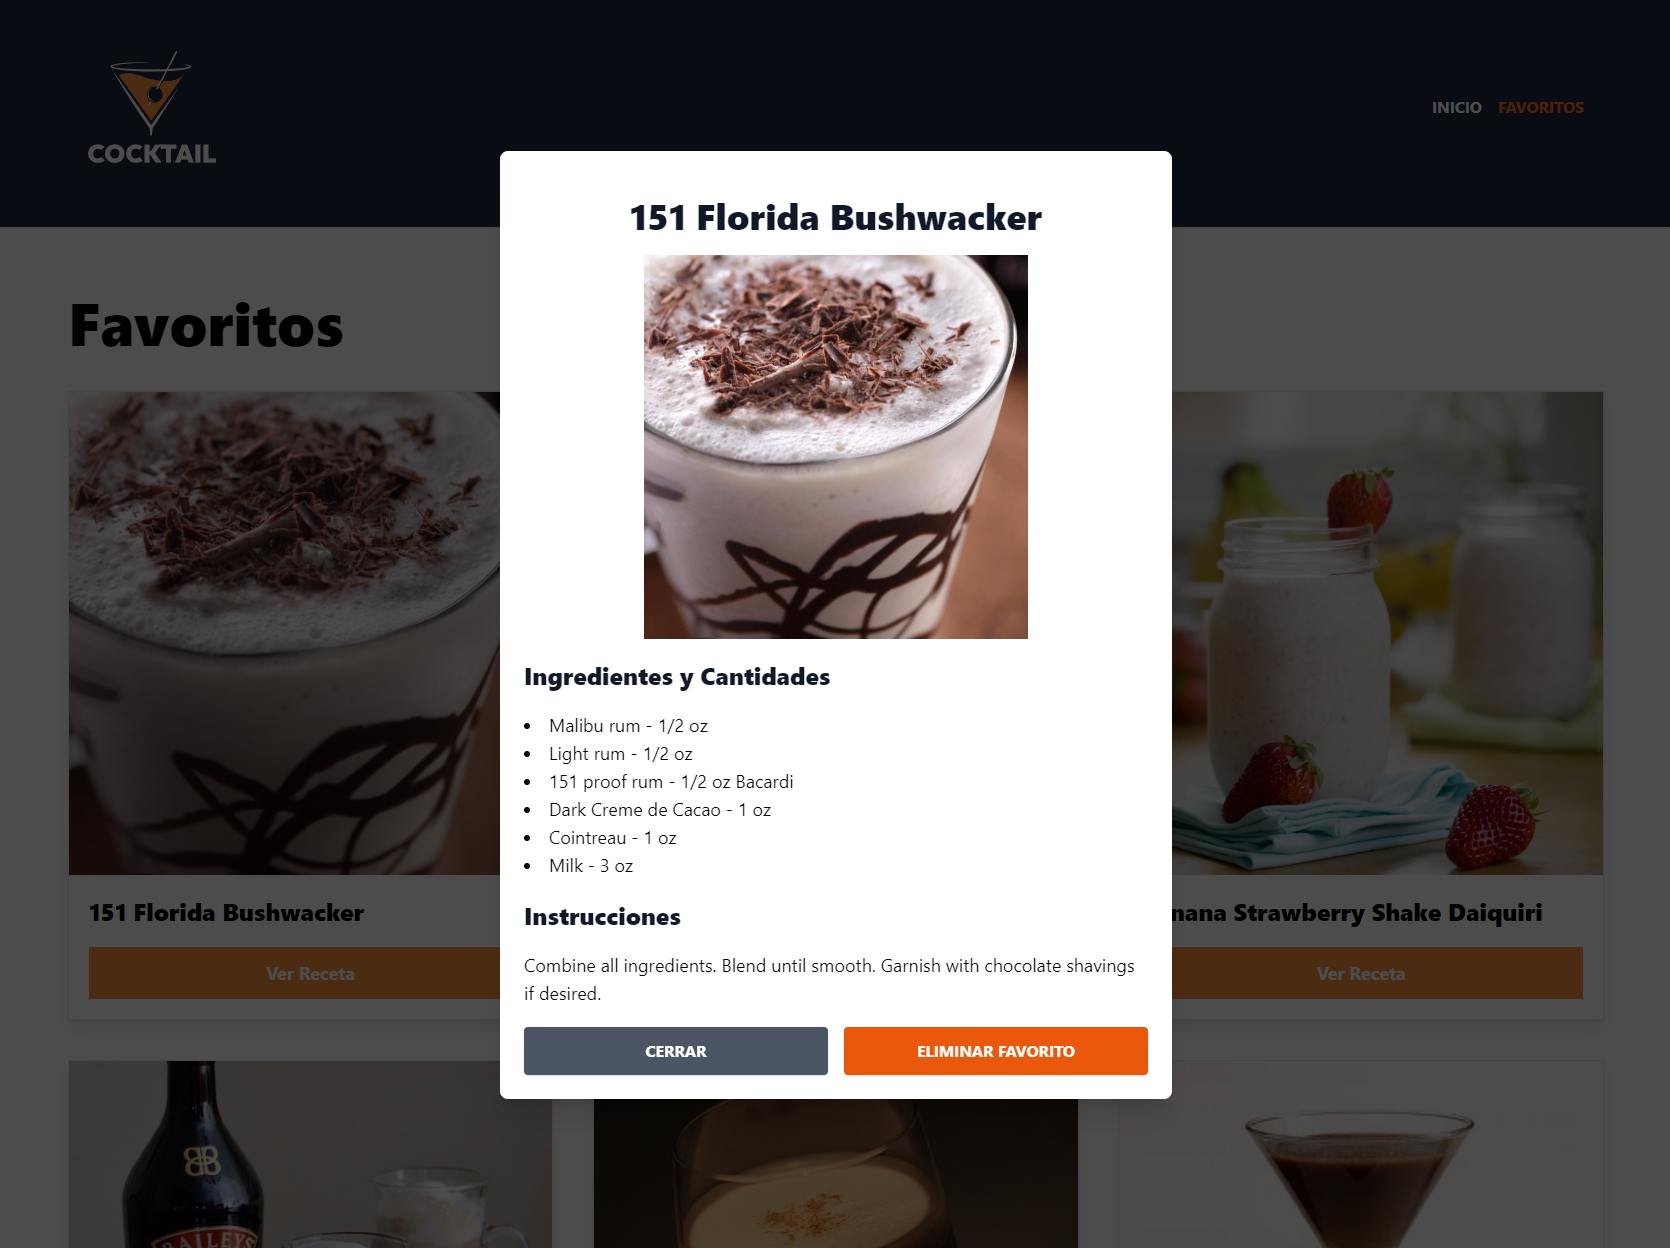 COCKTAIL
INICIO FAVORITOS
Favoritos
151 Florida Bushwacker
Ingredientes y Cantidades
Malibu rum - 1/2 oz
Light rum - 1/2 oz
151 proof rum - 1/2 oz Bacardi
Dark Creme de Cacao - 1 oz
Cointreau - 1 oz
Milk - 3 oz
Instrucciones
Combine all ingredients. Blend until smooth. Garnish with chocolate shavings
if desired.
CERRAR
ELIMINAR FAVORITO
151 Florida Bushwacker
Ver Receta
Strawberry Shake Daiquiri
Ver Receta
BAILEYS